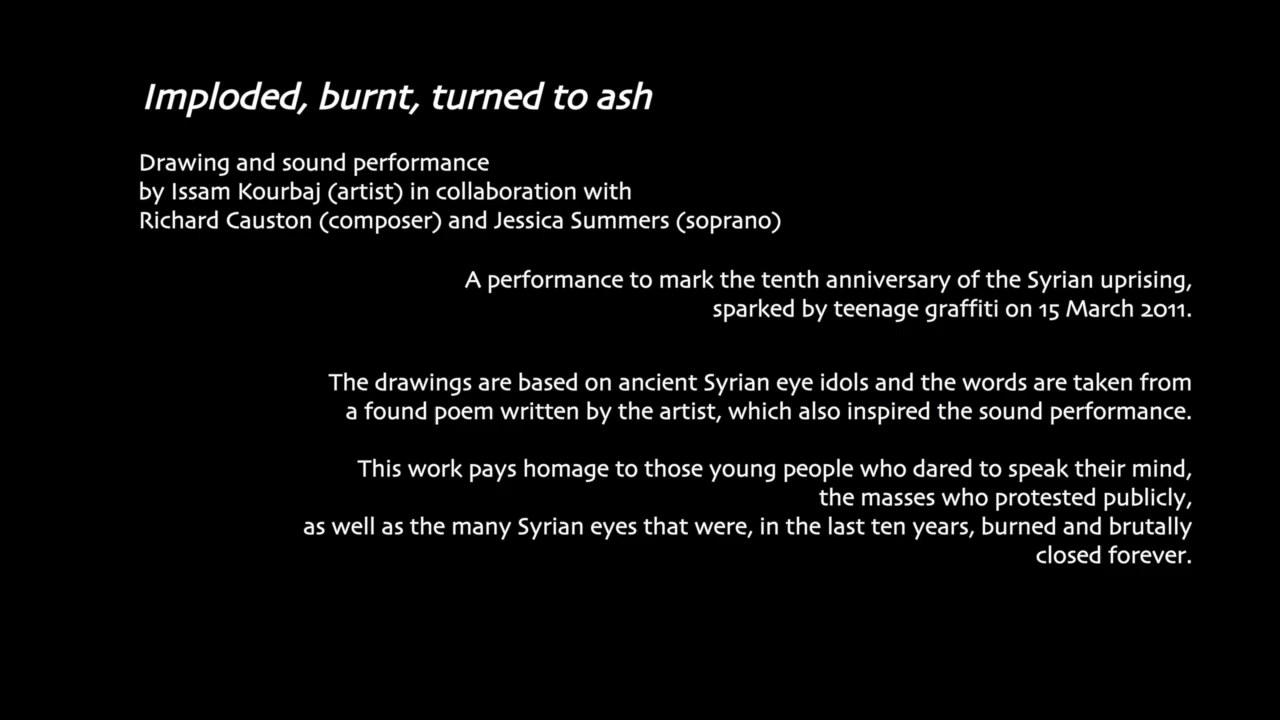 Imploded, burnt, turned to ash
Drawing and sound performance
by Issam Kourbaj (artist) in collaboration with
Richard Causton (composer) and Jessica Summers (soprano)
A performance to mark the tenth anniversary of the Syrian uprising,
sparked by teenage graffiti on 15 March 2011.
The drawings are based on ancient Syrian eye idols and the words are taken from
a found poem written by the artist, which also inspired the sound performance.
This work pays homage to those young people who dared to speak their mind,
the masses who protested publicly,
as well as the many Syrian eyes that were, in the last ten years, burned and brutally
closed forever.